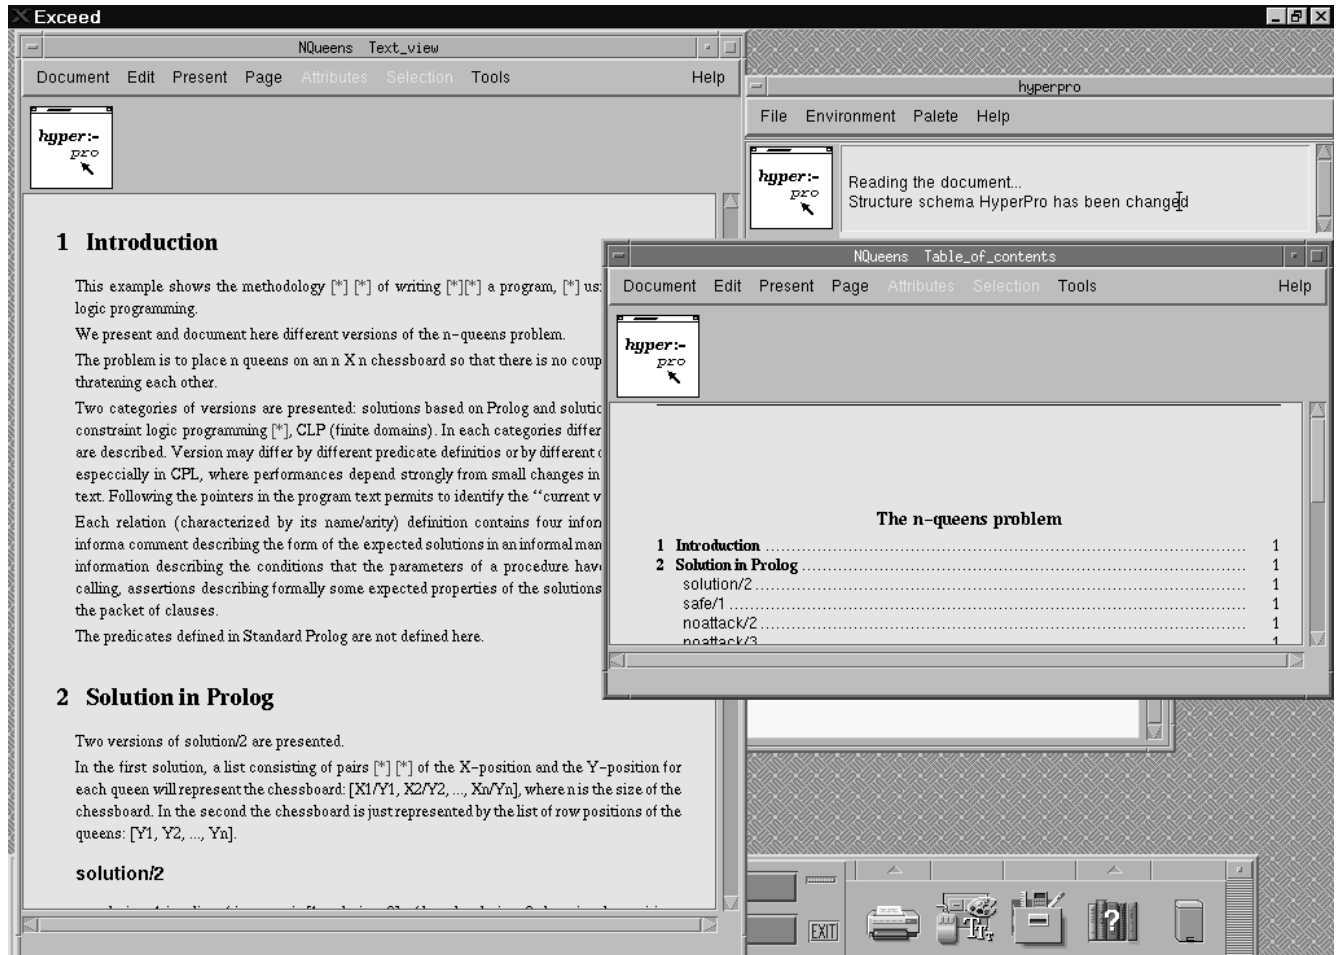 Exceed
NQueens Text_view
Document Edit Present Page Attributes Selection Tools Help
hyper:-
pro
1 Introduction
This example shows the methodology [*] [*] of writing [*][*] a program, [*] us
logic programming.
We present and document here different versions of the n-queens problem.
The problem is to place n queens on an n X n chessboard so that there is no coup
thratening each other.
Two categories of versions are presented: solutions based on Prolog and solutio
constraint logic programming [*], CLP (finite domains). In each categories differ
are described. Version may differ by different predicate definitios or by different
especcially in CPL, where performances depend strongly from small changes in
text. Following the pointers in the program text permits to identify the ‘‘current v
Each relation (characterized by its name/arity) definition contains four infor
informa comment describing the form of the expected solutions in an informal man
information describing the conditions that the parameters of a procedure have
calling, assertions describing formally some expected properties of the solutions
the packet of clauses.
The predicates defined in Standard Prolog are not defined here.
2 Solution in Prolog
Two versions of solution/2 are presented.
In the first solution, a list consisting of pairs [*] [*] of the X-position and the Y-position for
each queen will represent the chessboard: [X1/Y1, X2/Y2, ..., Xn/Yn], where n is the size of the
chessboard. In the second the chessboard is just represented by the list of row positions of the
queens: [Y1, Y2, ..., Yn].
solution/2
hyperpro
File Environment Palete Help
hyper:-
pro
Reading the document...
Structure schema HyperPro has been changed
NQueens Table_of_contents
Document Edit Present Page Attributes Selection Tools Help
hyper:-
pro
The n-queens problem
1 Introduction 1
2 Solution in Prolog 1
solution/2 1
safe/1 1
noattack/2 1
noattack/3 1
EXIT